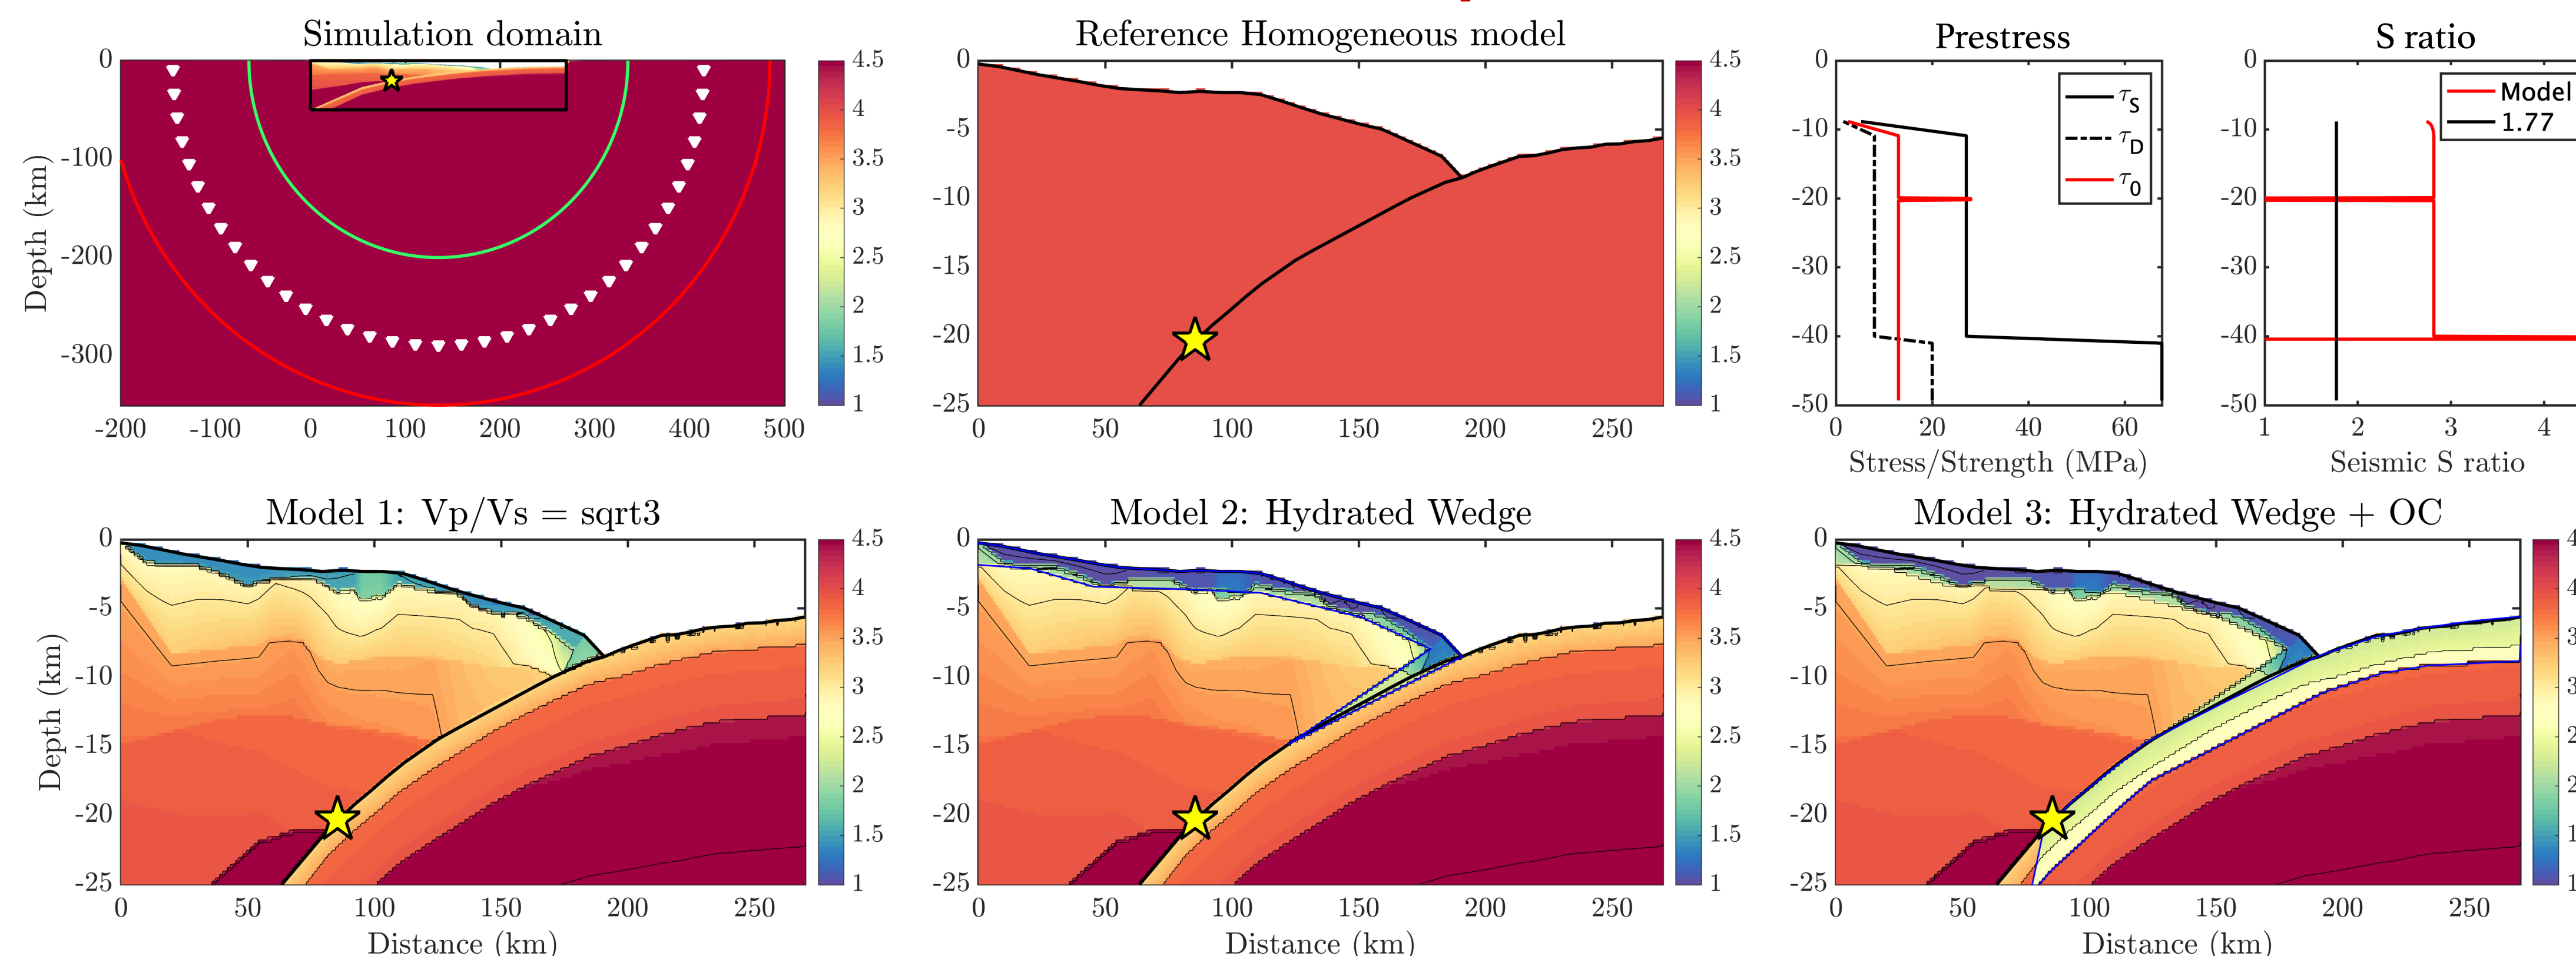 Simulation domain
Reference Homogeneous model
Prestress
S ratio
Depth (km)
0
-100
-200
-300
-200 -100 0 100 200 300 400 500
4.5
4
3.5
3
2.5
2
1.5
1
0
-5
-10
-15
-20
-25
0 50 100 150 200 250
4.5
4
3.5
3
2.5
2
1.5
1
0
-10
-20
-30
-40
-50
0 20 40 60
Stress/Strength (MPa)
τS
τD
τ0
0
-10
-20
-30
-40
-50
1 2 3 4
Seismic S ratio
Model
1.77
Model 1: Vp/Vs = sqrt3
Model 2: Hydrated Wedge
Model 3: Hydrated Wedge + OC
Depth (km)
0
-5
-10
-15
-20
-25
0 50 100 150 200 250
Distance (km)
4.5
4
3.5
3
2.5
2
1.5
1
0
-5
-10
-15
-20
-25
0 50 100 150 200 250
Distance (km)
4.5
4
3.5
3
2.5
2
1.5
1
0
-5
-10
-15
-20
-25
0 50 100 150 200 250
Distance (km)